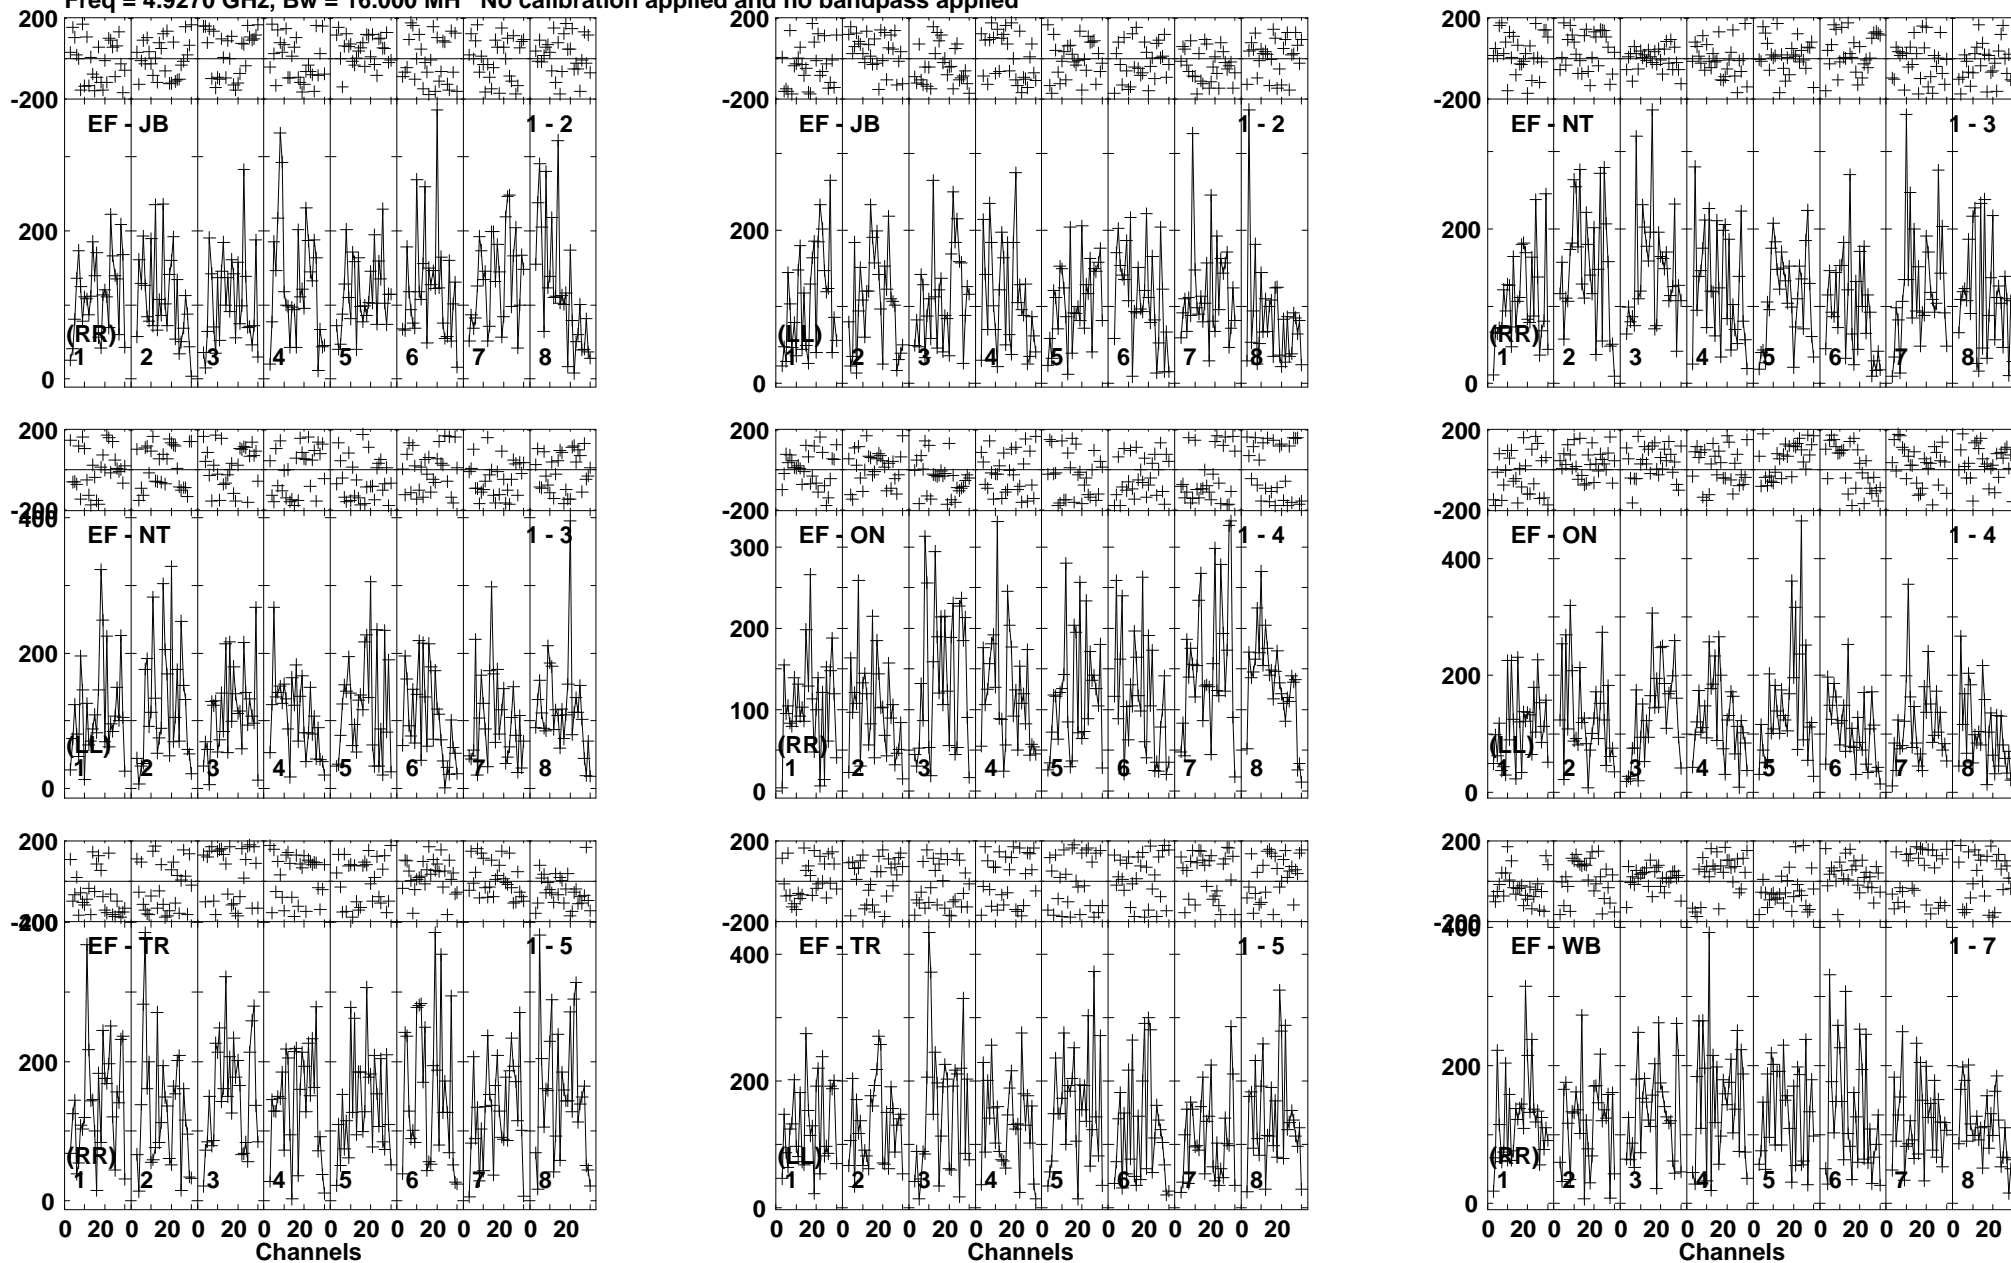 Freq = 4.9270 GHz, Bw = 16.000 MH No calibration applied and no bandpass applied
200 200 200
-200 -200 -200
EF - JB 1 - 2 EF - JB 1 - 2 EF - NT 1 - 3
200 200 200
(RR) (LL) (RR)
1 2 3 4 5 6 7 8 1 2 3 4 5 6 7 8 1 2 3 4 5 6 7 8
0 0 0
200 200 200
-200 -200 -200
400
EF - NT 1 - 3 EF - ON 1 - 4 EF - ON 1 - 4
300 400
200 200 200
100
(LL) (RR) (LL)
1 2 3 4 5 6 7 8 1 2 3 4 5 6 7 8 1 2 3 4 5 6 7 8
0 0 0
200 200 200
-200 -200 -200
400 400
EF - TR 1 - 5 EF - TR 1 - 5 EF - WB 1 - 7
400
200 200 200
(RR) (LL) (RR)
1 2 3 4 5 6 7 8 1 2 3 4 5 6 7 8 1 2 3 4 5 6 7 8
0 0 0
0 20 0 20 0 20 0 20 0 20 0 20 0 20 0 20 0 20 0 20 0 20 0 20 0 20 0 20 0 20 0 20 0 20 0 20 0 20 0 20 0 20 0 20 0 20 0 20
Channels Channels Channels